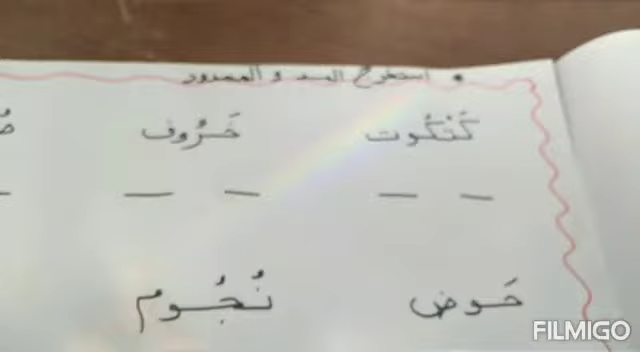 • استخرج المد و الممدود
كَتْكُوت خَرُوف
حَوض نُجُوم
FILMIGO